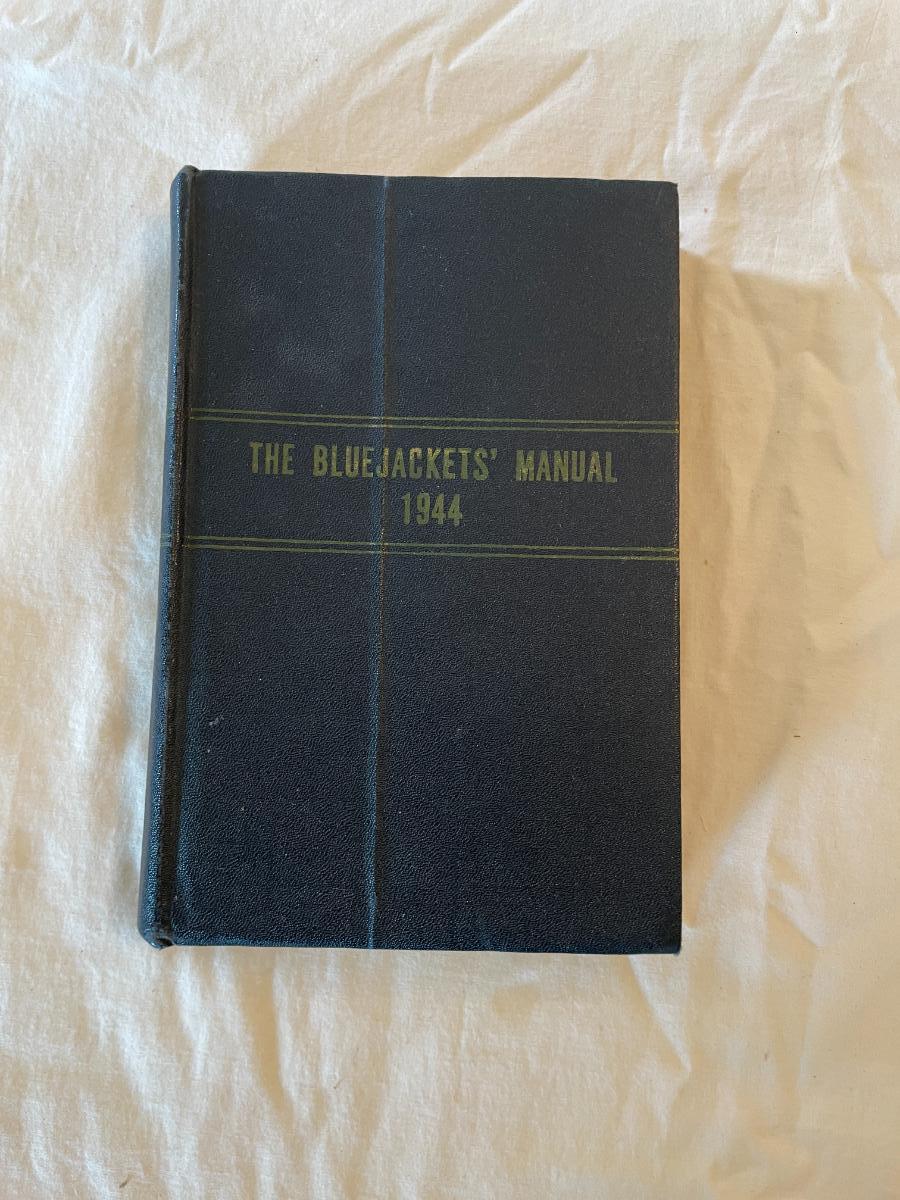 THE BLUEJACKETS' MANUAL
1944